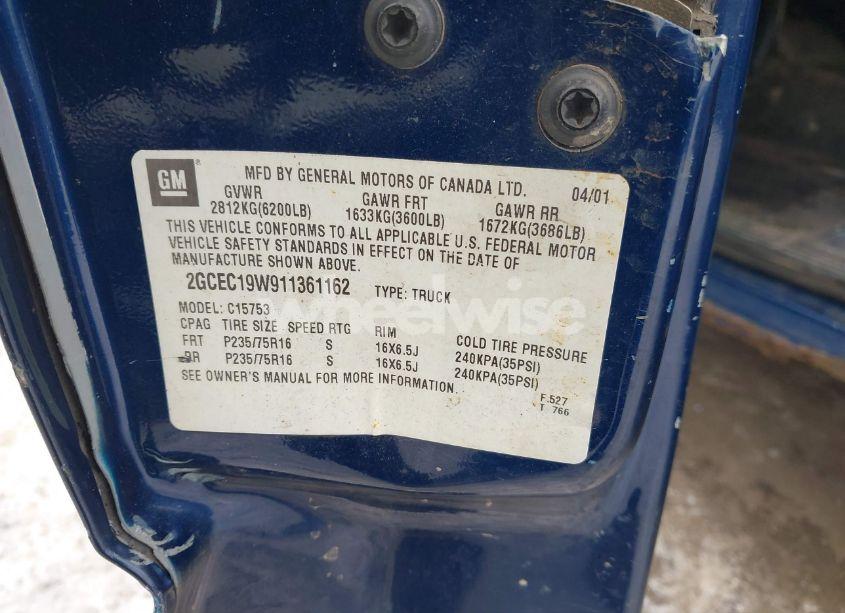 GM
MFD BY GENERAL MOTORS OF CANADA LTD. 04/01
GVWR GAWR FRT GAWR RR
2812KG(6200LB) 1633KG(3600LB) 1672KG(3686LB)
THIS VEHICLE CONFORMS TO ALL APPLICABLE U.S. FEDERAL MOTOR
VEHICLE SAFETY STANDARDS IN EFFECT ON THE DATE OF
MANUFACTURE SHOWN ABOVE.
2GCEC19W911361162 TYPE: TRUCK
MODEL: C15753
CPAG TIRE SIZE SPEED RTG RIM COLD TIRE PRESSURE
FRT P235/75R16 S 16X6.5J 240KPA(35PSI)
RR P235/75R16 S 16X6.5J 240KPA(35PSI)
SEE OWNER'S MANUAL FOR MORE INFORMATION.
F.527
T 766
wheelwise